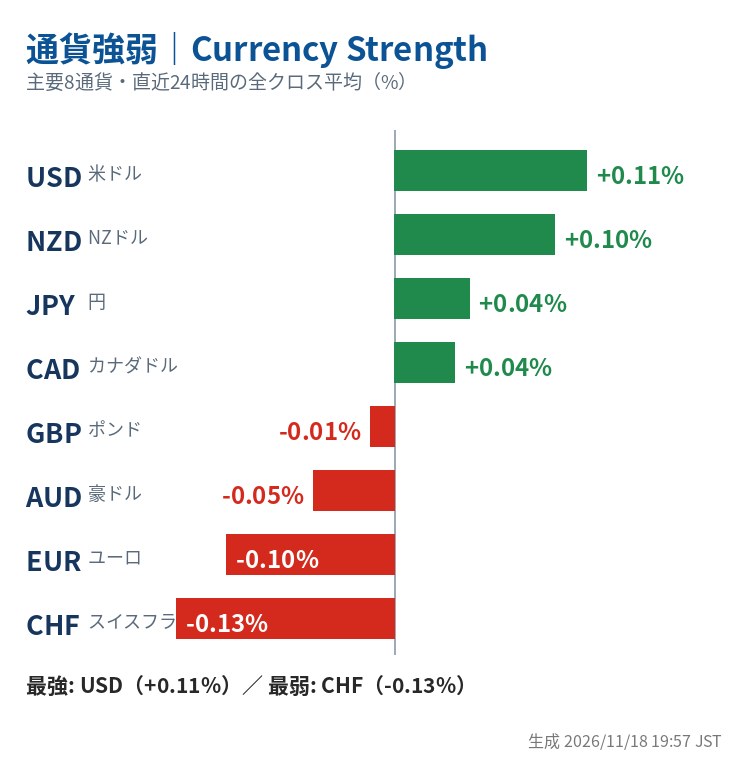 通貨強弱｜Currency Strength
主要8通貨・直近24時間の全クロス平均（%）
USD 米ドル +0.11%
NZD NZドル +0.10%
JPY 円 +0.04%
CAD カナダドル +0.04%
GBP ポンド -0.01%
AUD 豪ドル -0.05%
EUR ユーロ -0.10%
CHF スイスフラ -0.13%
最強: USD（+0.11%）／ 最弱: CHF（-0.13%）
生成 2026/11/18 19:57 JST